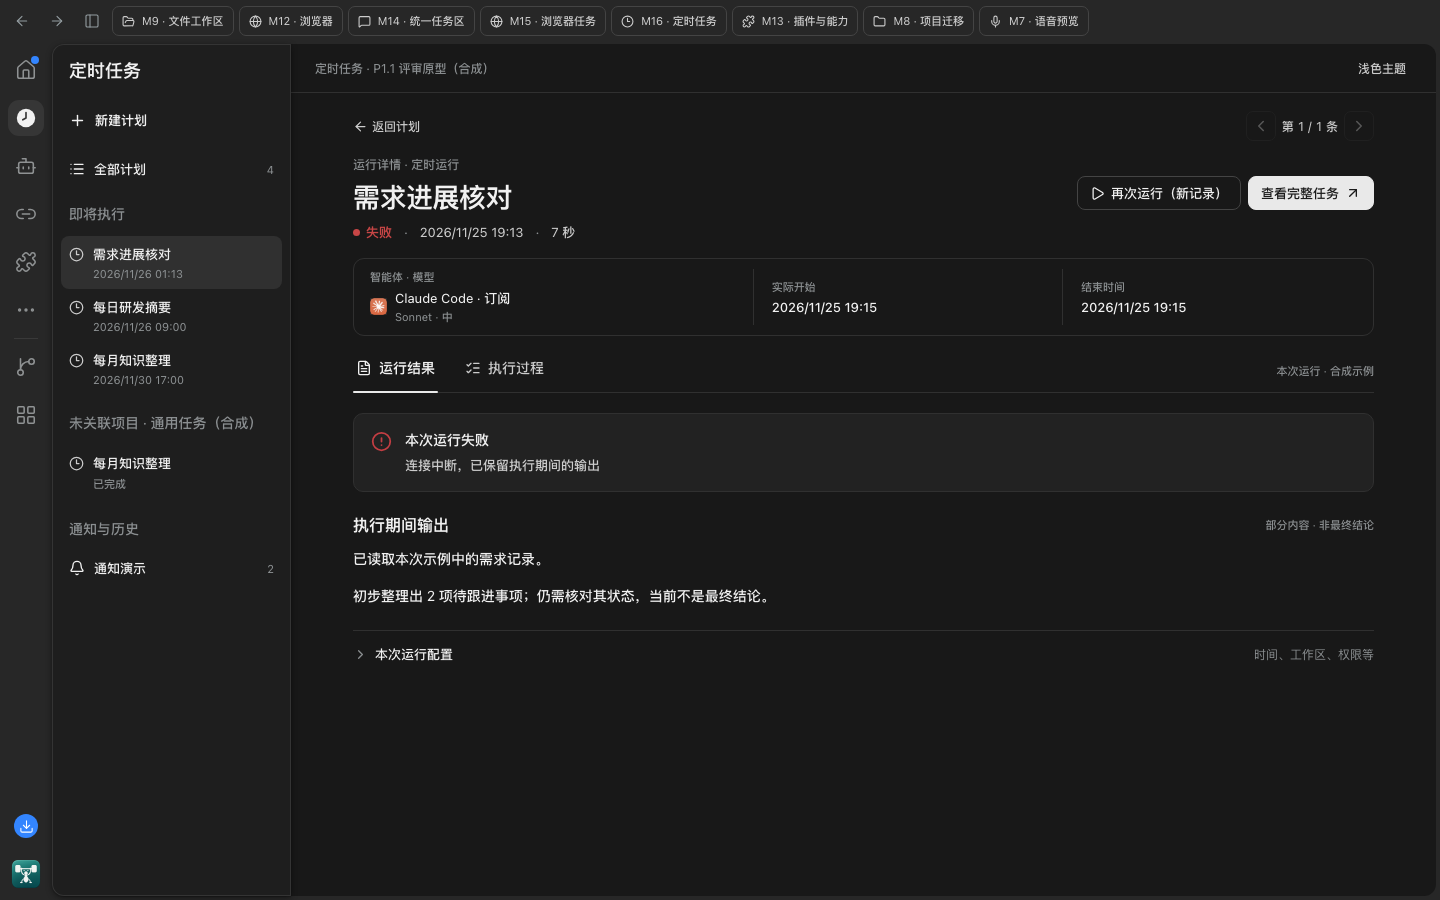 M9 · 文件工作区
M12 · 浏览器
M14 · 统一任务区
M15 · 浏览器任务
M16 · 定时任务
M13 · 插件与能力
M8 · 项目迁移
M7 · 语音预览
定时任务
新建计划
全部计划 4
即将执行
需求进展核对
2026/11/26 01:13
每日研发摘要
2026/11/26 09:00
每月知识整理
2026/11/30 17:00
未关联项目 · 通用任务（合成）
每月知识整理
已完成
通知与历史
通知演示 2
定时任务 · P1.1 评审原型（合成）
浅色主题
返回计划
第 1 / 1 条
运行详情 · 定时运行
需求进展核对
失败 · 2026/11/25 19:13 · 7 秒
再次运行（新记录）
查看完整任务
智能体 · 模型
Claude Code · 订阅
Sonnet · 中
实际开始
2026/11/25 19:15
结束时间
2026/11/25 19:15
运行结果
执行过程
本次运行 · 合成示例
本次运行失败
连接中断，已保留执行期间的输出
执行期间输出
部分内容 · 非最终结论
已读取本次示例中的需求记录。
初步整理出 2 项待跟进事项；仍需核对其状态，当前不是最终结论。
本次运行配置
时间、工作区、权限等